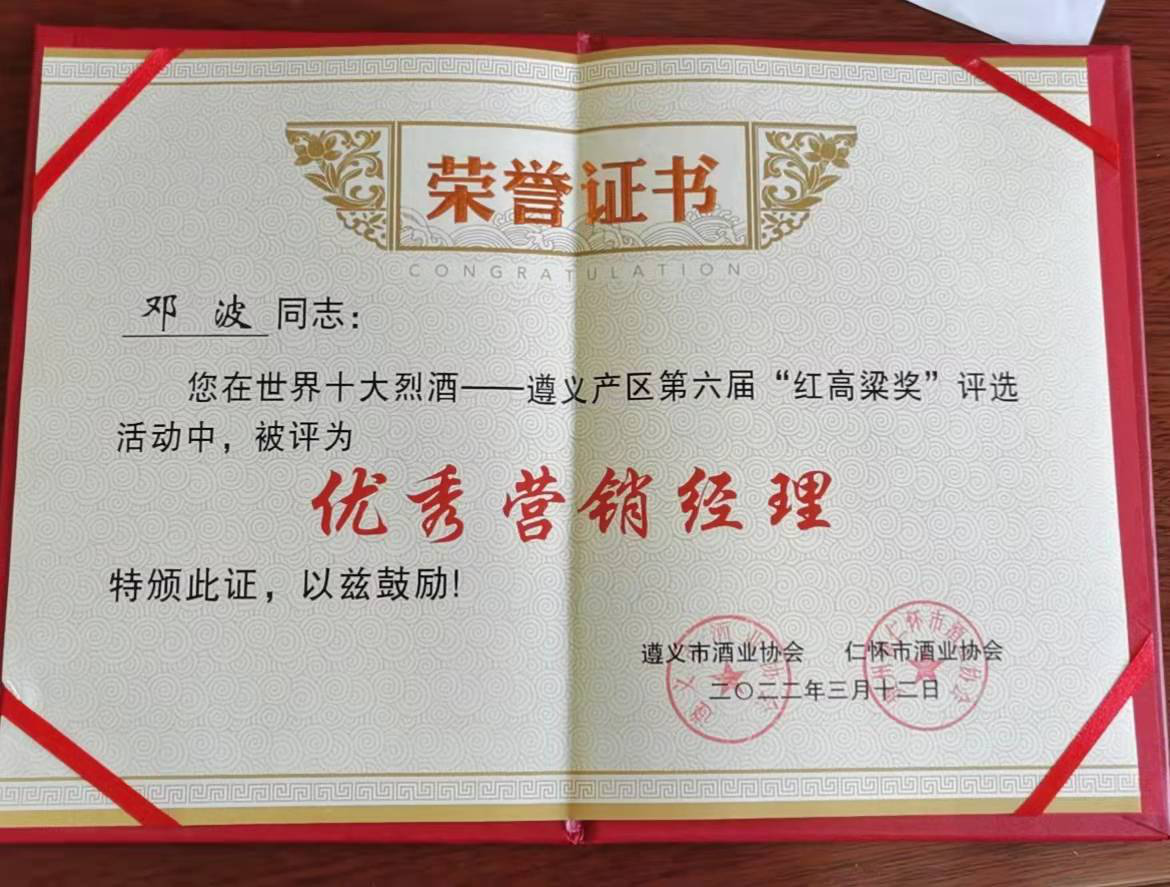 荣誉证书
CONGRATULATION
邓 波 同志：
您在世界十大烈酒——遵义产区第六届“红高粱奖”评选
活动中，被评为
优秀营销经理
特颁此证，以兹鼓励！
遵义市酒业协会 仁怀市酒业协会
二〇二二年三月十二日